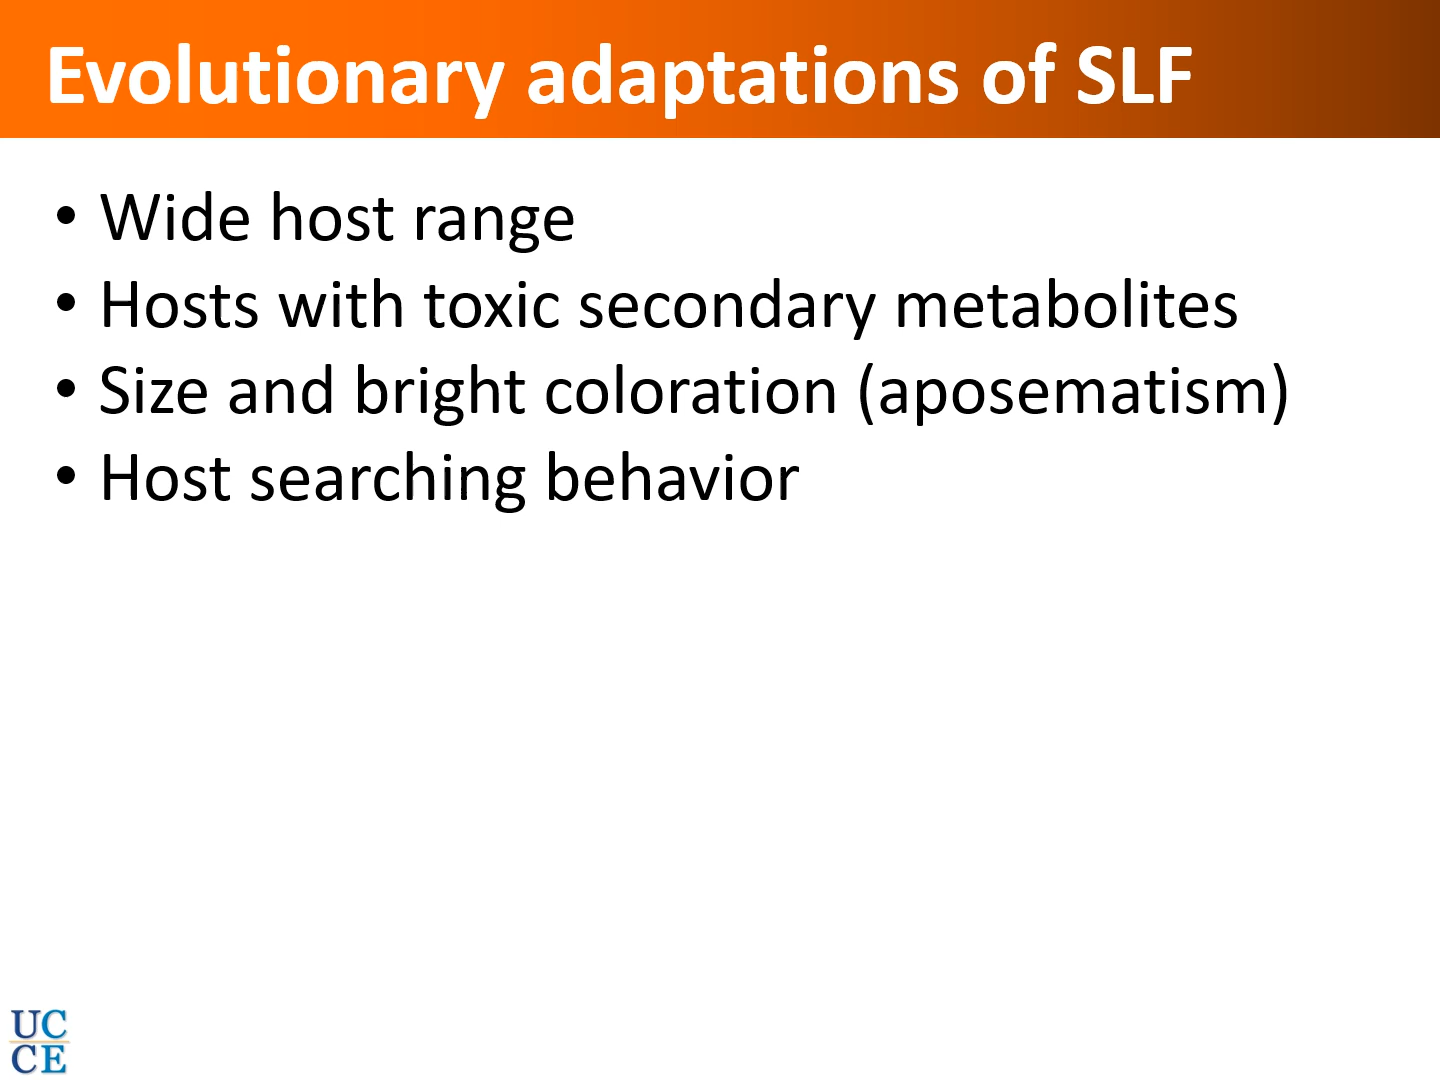 Evolutionary adaptations of SLF
• Wide host range
• Hosts with toxic secondary metabolites
• Size and bright coloration (aposematism)
• Host searching behavior
UC
CE